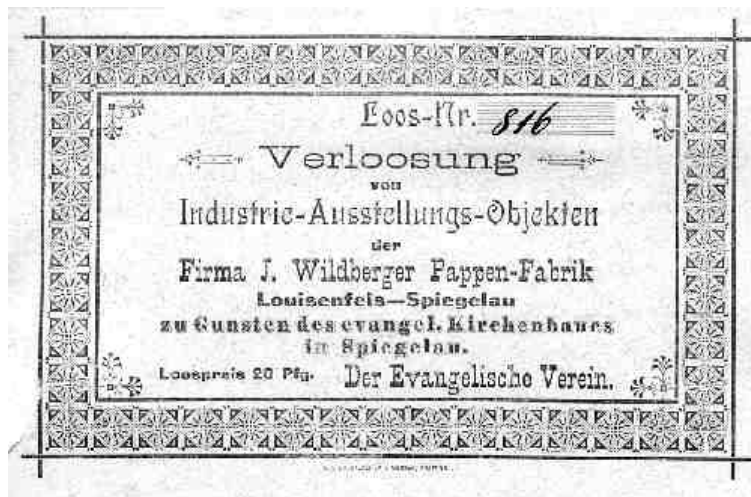 Loos-Nr. 816
Verloosung
von
Industrie-Ausstellungs-Objekten
der
Firma J. Wildberger Pappen-Fabrik
Louisenfels—Spiegelau
zu Gunsten des evangel. Kirchenbaues
in Spiegelau.
Loospreis 20 Pfg. Der Evangelische Verein.